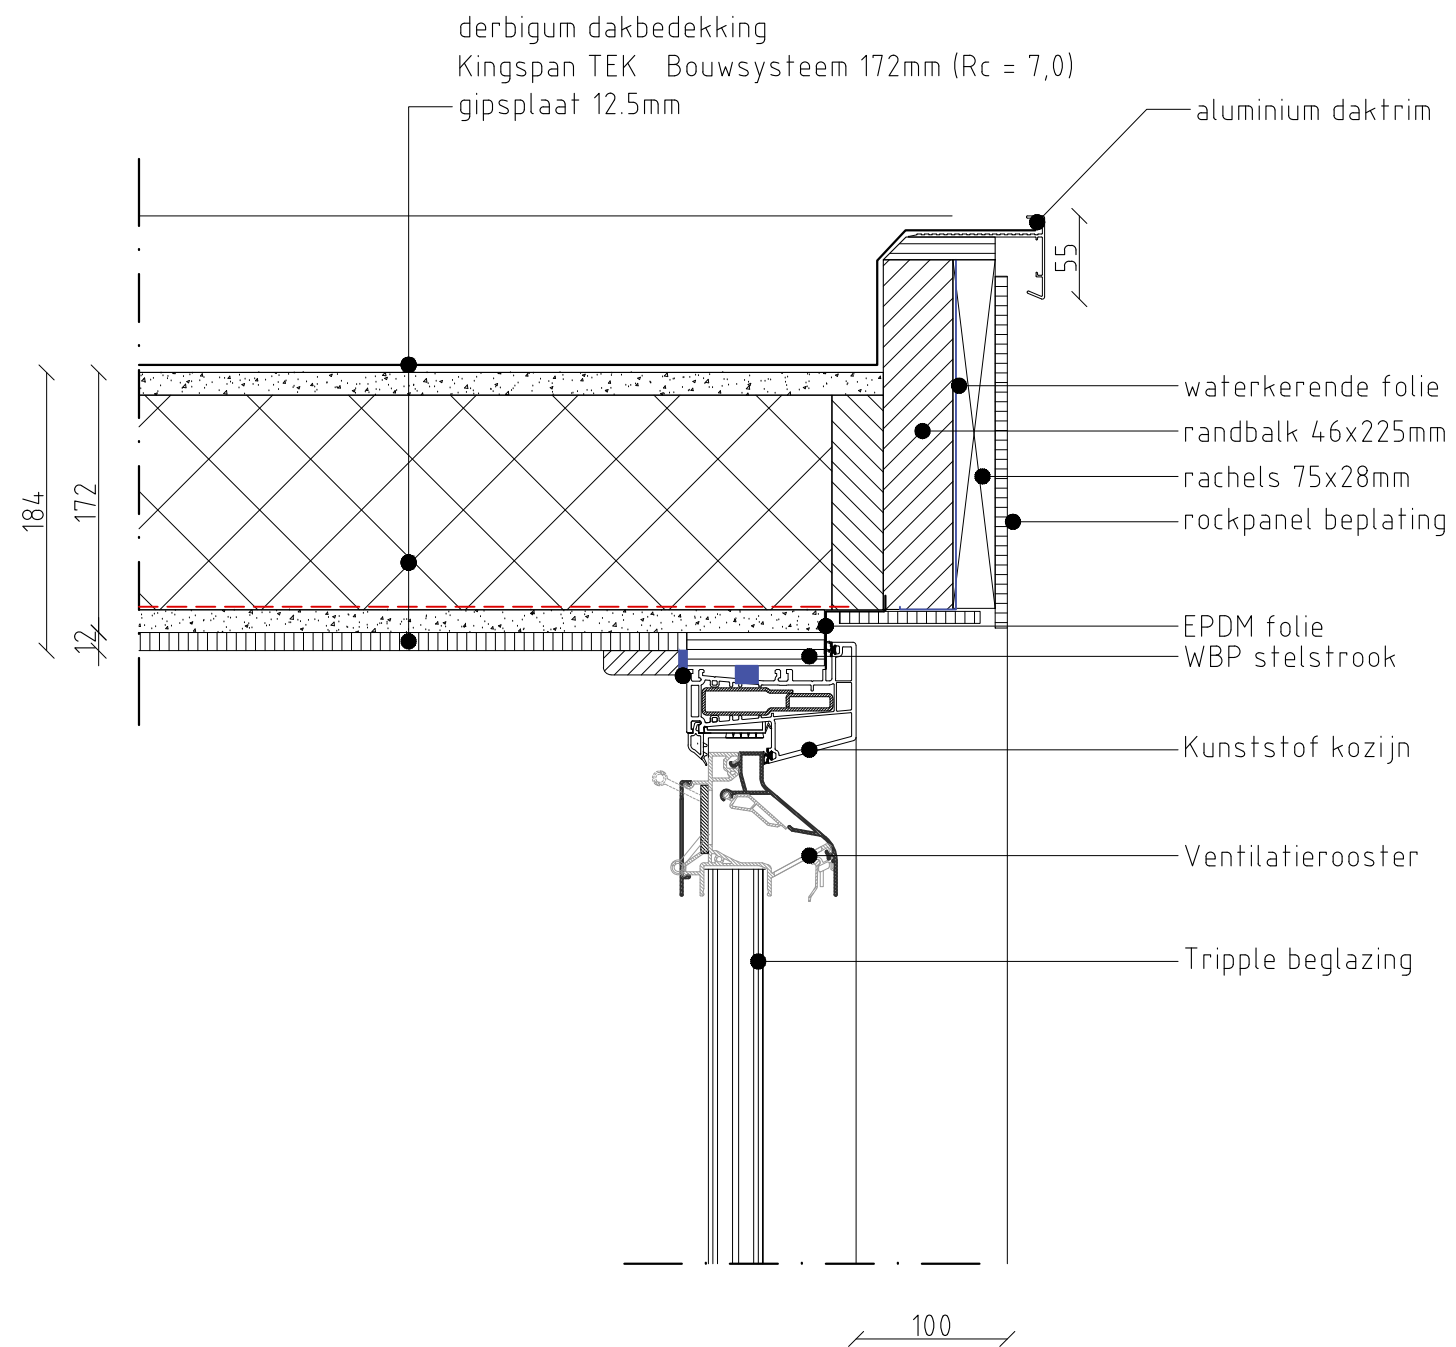 derbigum dakbedekking
Kingspan TEK Bouwsysteem 172mm (Rc = 7,0)
gipsplaat 12.5mm
aluminium daktrim
55
waterkerende folie
randbalk 46x225mm
rachels 75x28mm
rockpanel beplating
184
172
12
EPDM folie
WBP stelstrook
Kunststof kozijn
Ventilatierooster
Tripple beglazing
100